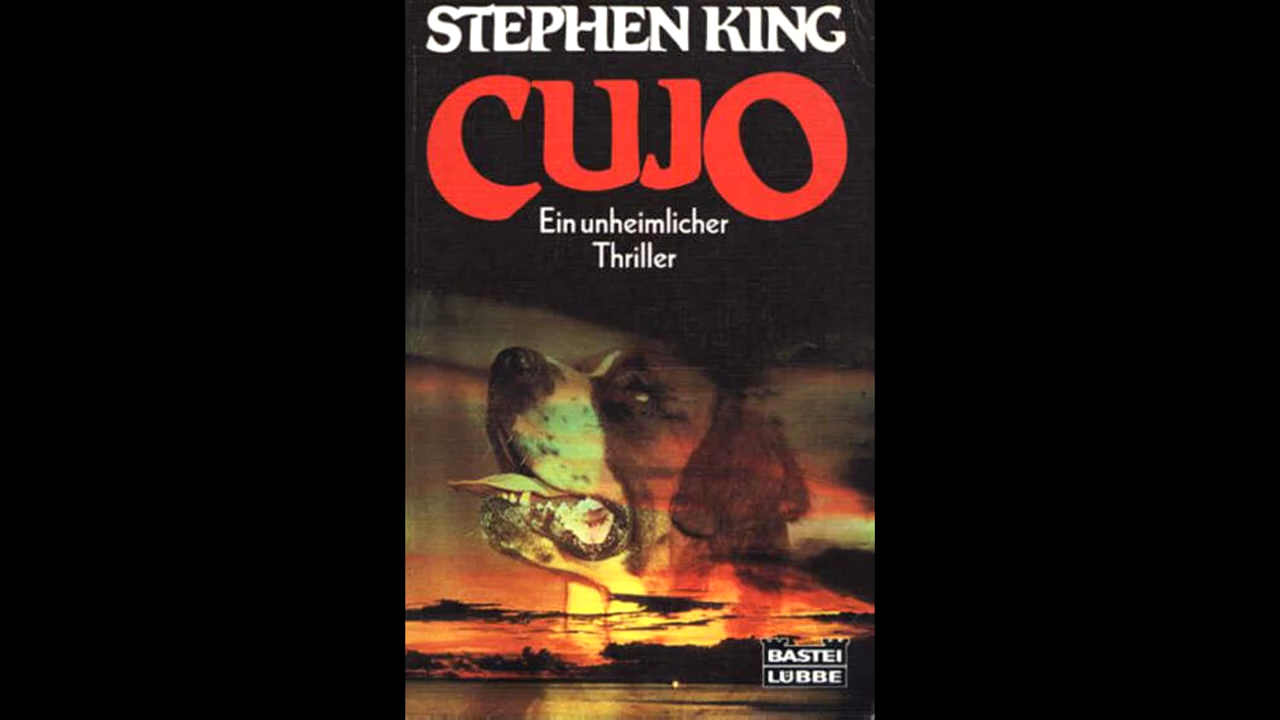 STEPHEN KING
CUJO
Ein unheimlicher
Thriller
BASTEI
LÜBBE